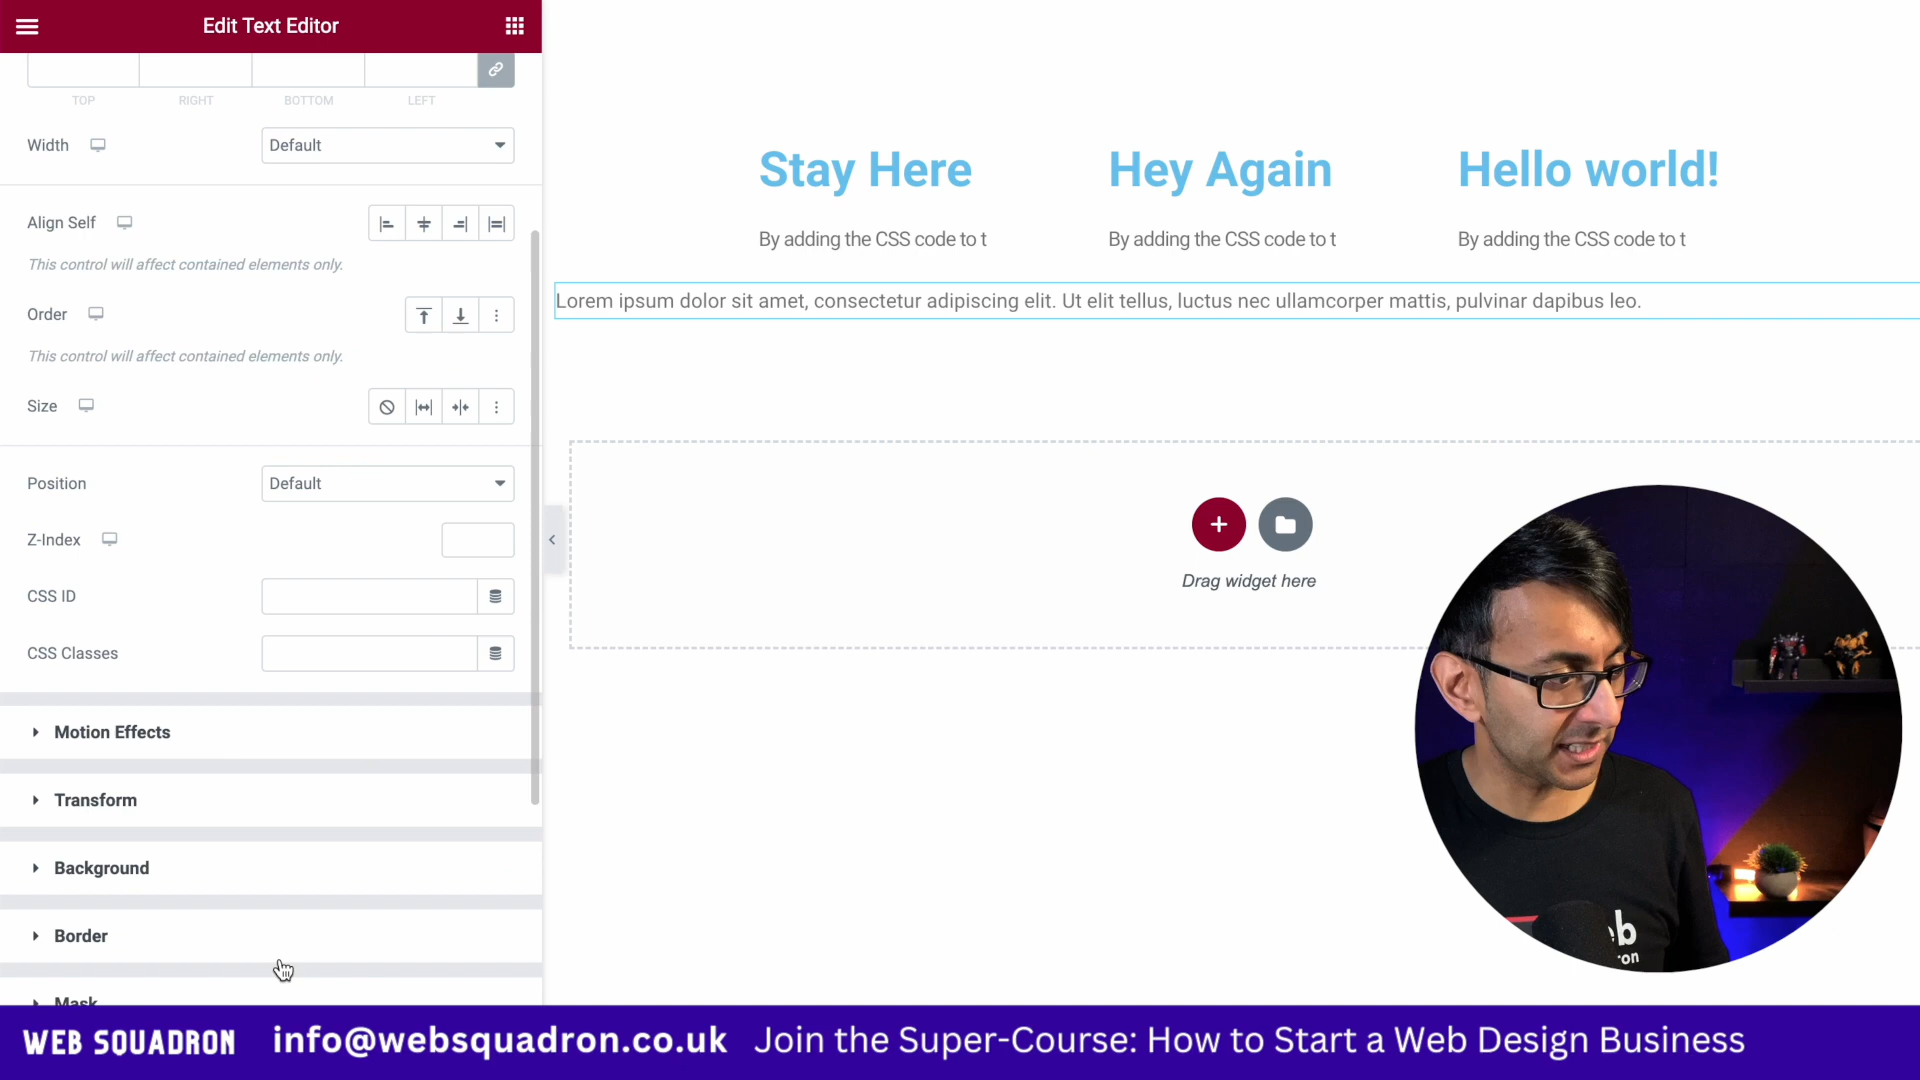 Edit Text Editor
TOP RIGHT BOTTOM LEFT
Width Default
Align Self
This control will affect contained elements only.
Order
This control will affect contained elements only.
Size
Position Default
Z-Index
CSS ID
CSS Classes
Motion Effects
Transform
Background
Border
Mask
Stay Here
By adding the CSS code to t
Hey Again
By adding the CSS code to t
Hello world!
By adding the CSS code to t
Lorem ipsum dolor sit amet, consectetur adipiscing elit. Ut elit tellus, luctus nec ullamcorper mattis, pulvinar dapibus leo.
Drag widget here
WEB SQUADRON info@websquadron.co.uk Join the Super-Course: How to Start a Web Design Business